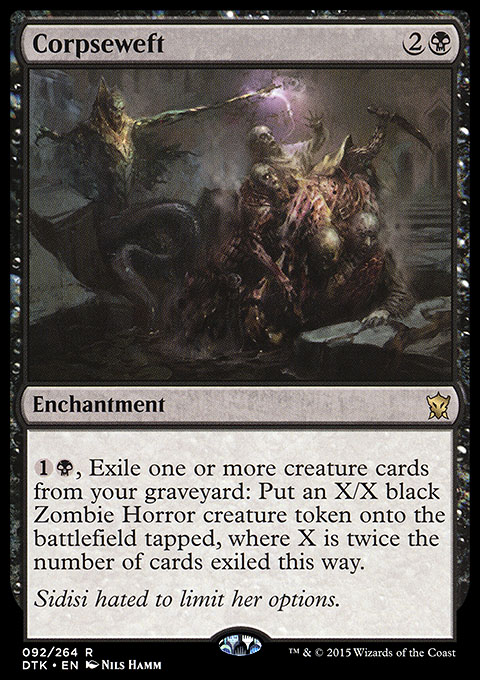 Corpseweft 2
Enchantment
1, Exile one or more creature cards
from your graveyard: Put an X/X black
Zombie Horror creature token onto the
battlefield tapped, where X is twice the
number of cards exiled this way.
Sidisi hated to limit her options.
092/264 R
DTK • EN Nils Hamm
™ & © 2015 Wizards of the Coast